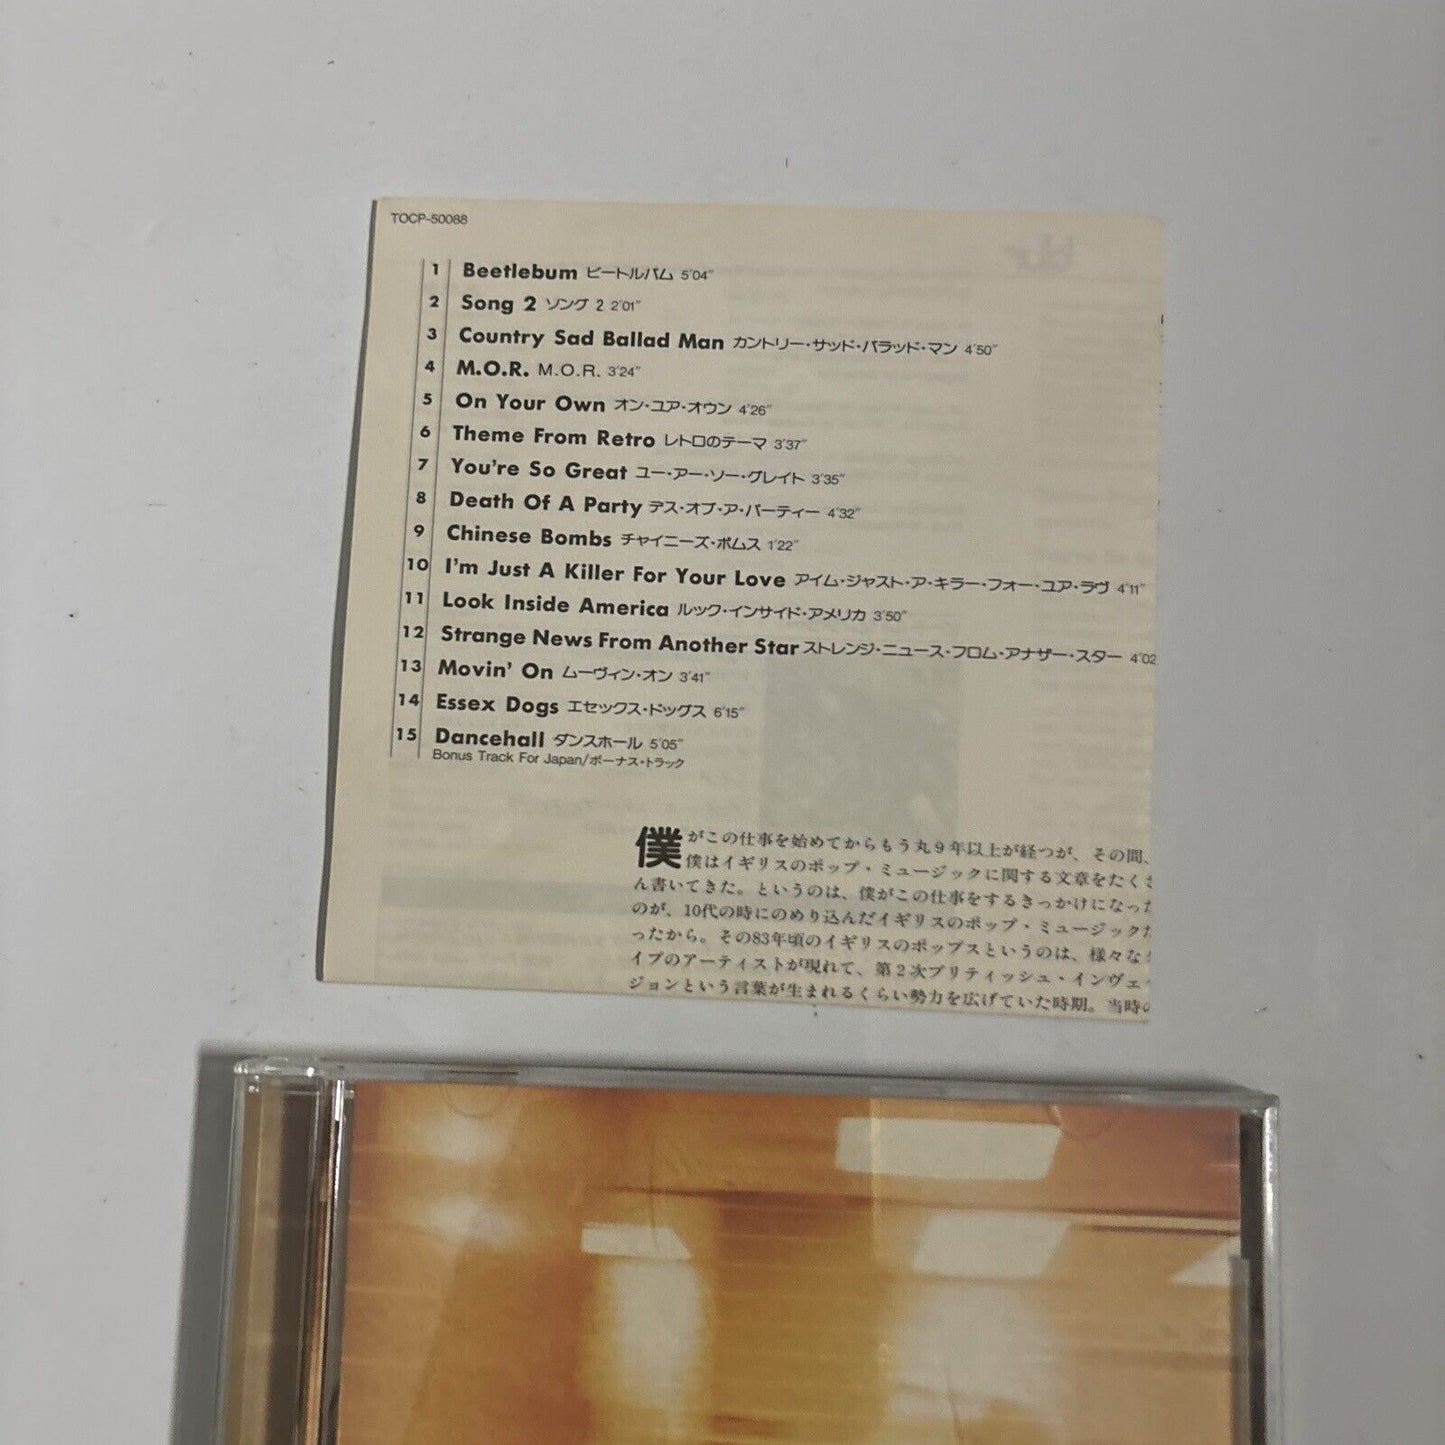 TOCP-50088
1 Beetlebum ビートルバム 5'04"
2 Song 2 ソング 2 2'01"
3 Country Sad Ballad Man カントリー・サッド・バラッド・マン 4'50"
4 M.O.R. M.O.R. 3'24"
5 On Your Own オン・ユア・オウン 4'26"
6 Theme From Retro レトロのテーマ 3'37"
7 You're So Great ユー・アー・ソー・グレイト 3'35"
8 Death Of A Party デス・オブ・ア・パーティー 4'32"
9 Chinese Bombs チャイニーズ・ボムス 1'22"
10 I'm Just A Killer For Your Love アイム・ジャスト・ア・キラー・フォー・ユア・ラヴ 4'11"
11 Look Inside America ルック・インサイド・アメリカ 3'50"
12 Strange News From Another Star ストレンジ・ニュース・フロム・アナザー・スター 4'02
13 Movin' On ムーヴィン・オン 3'41"
14 Essex Dogs エセックス・ドッグス 6'15"
15 Dancehall ダンスホール 5'05"
Bonus Track For Japan/ボーナス・トラック
僕がこの仕事を始めてからもう丸９年以上が経つが、その間、
僕はイギリスのポップ・ミュージックに関する文章をたくさ
ん書いてきた。というのは、僕がこの仕事をするきっかけになった
のが、10代の時にのめり込んだイギリスのポップ・ミュージックだ
ったから。その83年頃のイギリスのポップスというのは、様々なタ
イプのアーティストが現れて、第２次ブリティッシュ・インヴェイ
ジョンという言葉が生まれるくらい勢力を広げていた時期。当時の